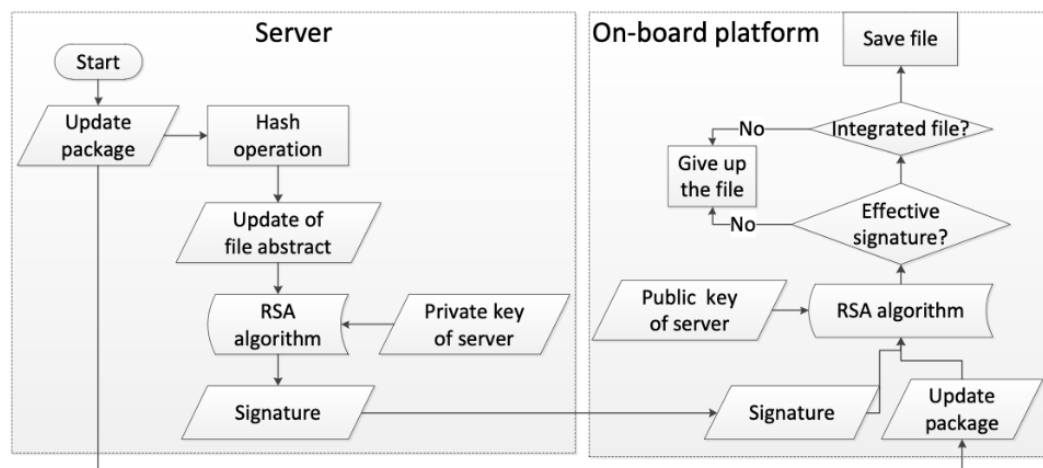 Server
Start
Update
package
Hash
operation
Update of
file abstract
RSA
algorithm
Private key
of server
Signature
On-board platform
Save file
Integrated file?
No
Give up
the file
No
Effective
signature?
Public key
of server
RSA algorithm
Signature
Update
package